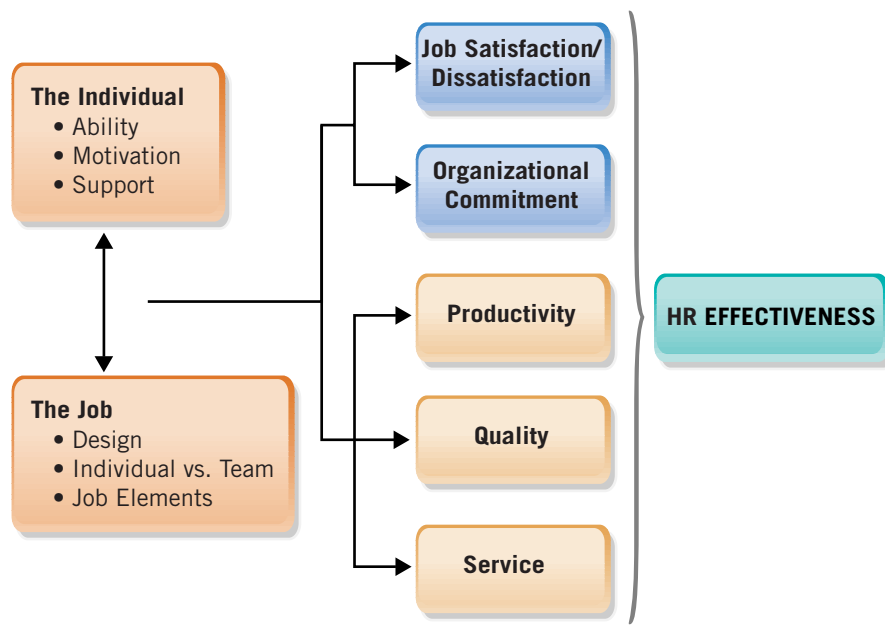 The Individual
• Ability
• Motivation
• Support
The Job
• Design
• Individual vs. Team
• Job Elements
Job Satisfaction/
Dissatisfaction
Organizational
Commitment
Productivity
Quality
Service
HR EFFECTIVENESS